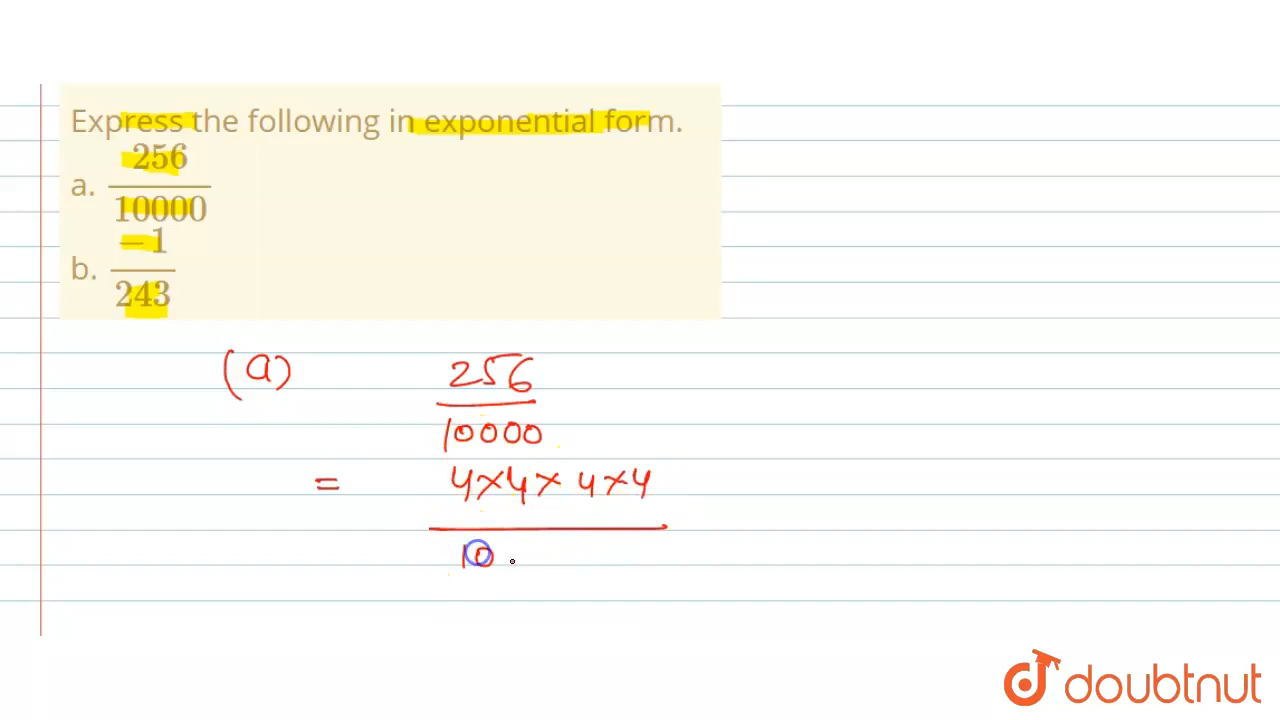 Express the following in exponential form.
a. 256/10000
b. -1/243
(a) 256
10000
= 4×4×4×4
10
doubtnut